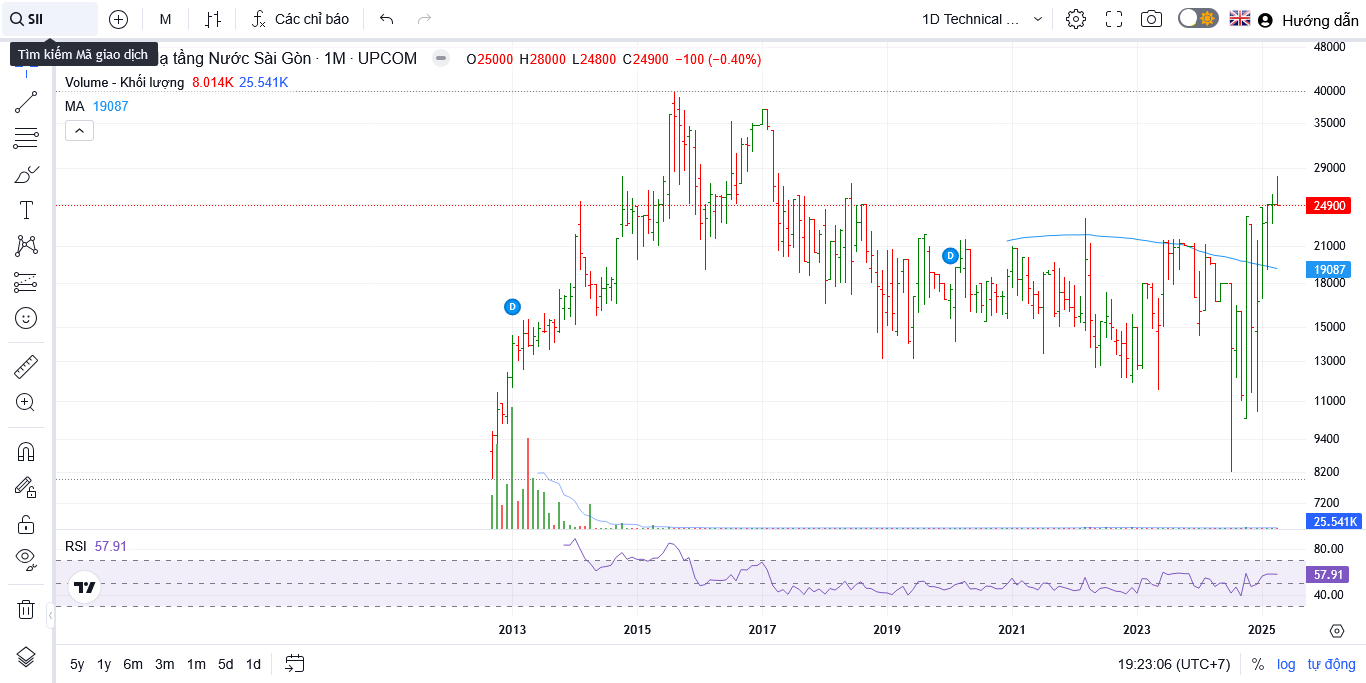 SII M Các chỉ báo 1D Technical ... Hướng dẫn
Tìm kiếm Mã giao dịch
ạ tầng Nước Sài Gòn · 1M · UPCOM O25000 H28000 L24800 C24900 −100 (−0.40%)
Volume - Khối lượng 8.014K 25.541K
MA 19087
48000
40000
35000
29000
24900
21000
19087
18000
15000
13000
11000
9400
8200
7200
25.541K
D
D
RSI 57.91
80.00
57.91
40.00
2013 2015 2017 2019 2021 2023 2025
5y 1y 6m 3m 1m 5d 1d 19:23:06 (UTC+7) % log tự động